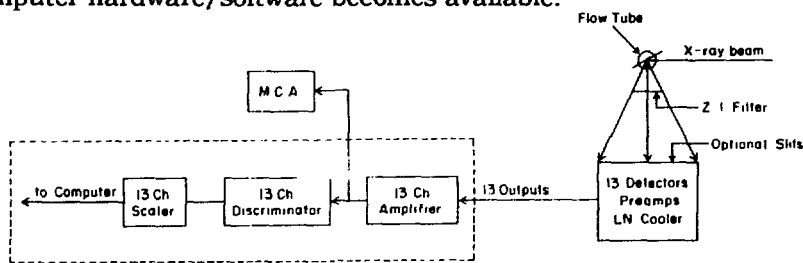 mputer hardware/software becomes available.
Flow Tube
X-ray beam
MCA
Z-1 Filter
Optional Slits
to Computer
13 Ch
Scaler
13 Ch
Discriminator
13 Ch
Amplifier
13 Outputs
13 Detectors
Preamps
LN Cooler